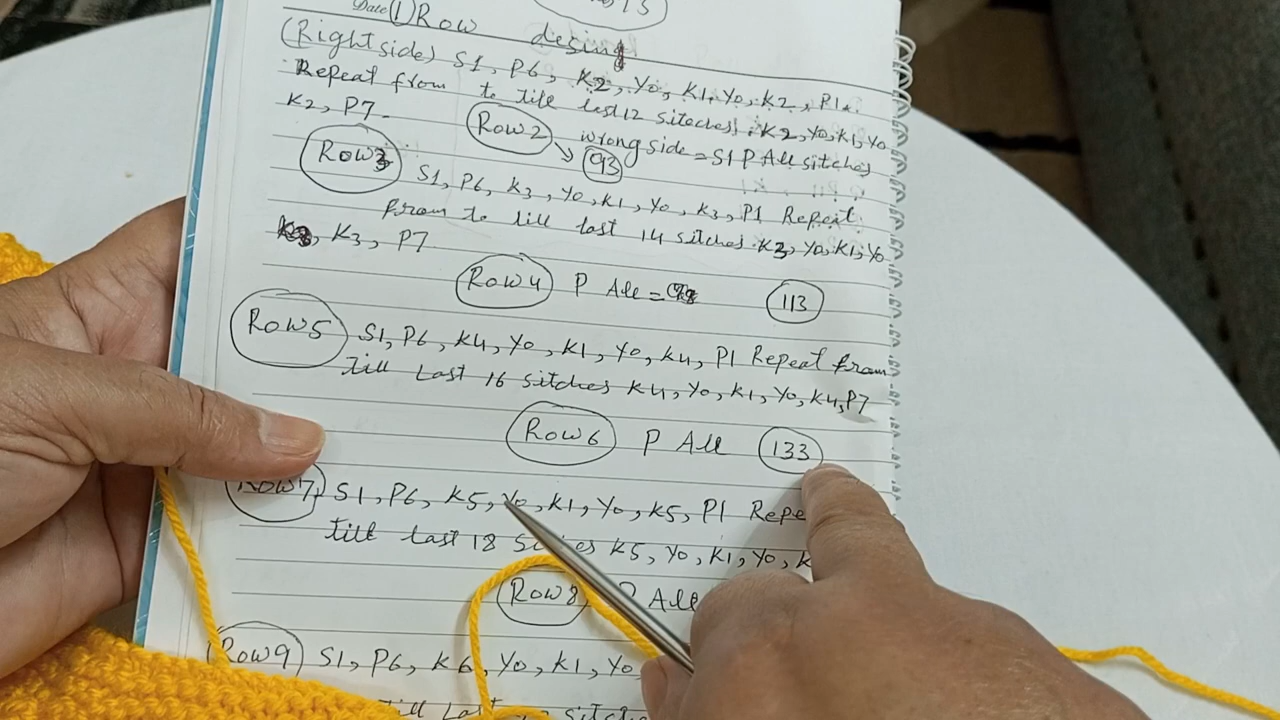 Date (1) Row desing
(Right side) S1, P6, K2, Yo, K1, Yo, K2, P1
Repeat from to till last 12 siteches K2, Yo, K1, Yo
K2, P7. Row 2 wrong side = S1 P All sitches
93
Row 3 S1, P6, K3, Yo, K1, Yo, K3, P1 Repeat
from to till last 14 sitches K3, Yo, K1, Yo
, K3, P7
Row 4 P All = 113
Row 5 S1, P6, K4, Yo, K1, Yo, K4, P1 Repeat from
till Last 16 sitches K4, Yo, K1, Yo, K4, P7
Row 6 P All 133
Row 7, S1, P6, K5, Yo, K1, Yo, K5, P1 Repe
till last 18 K5, Yo, K1, Yo, K
Row 8 P All
Row 9 S1, P6, K6, Yo, K1, Yo
till Last